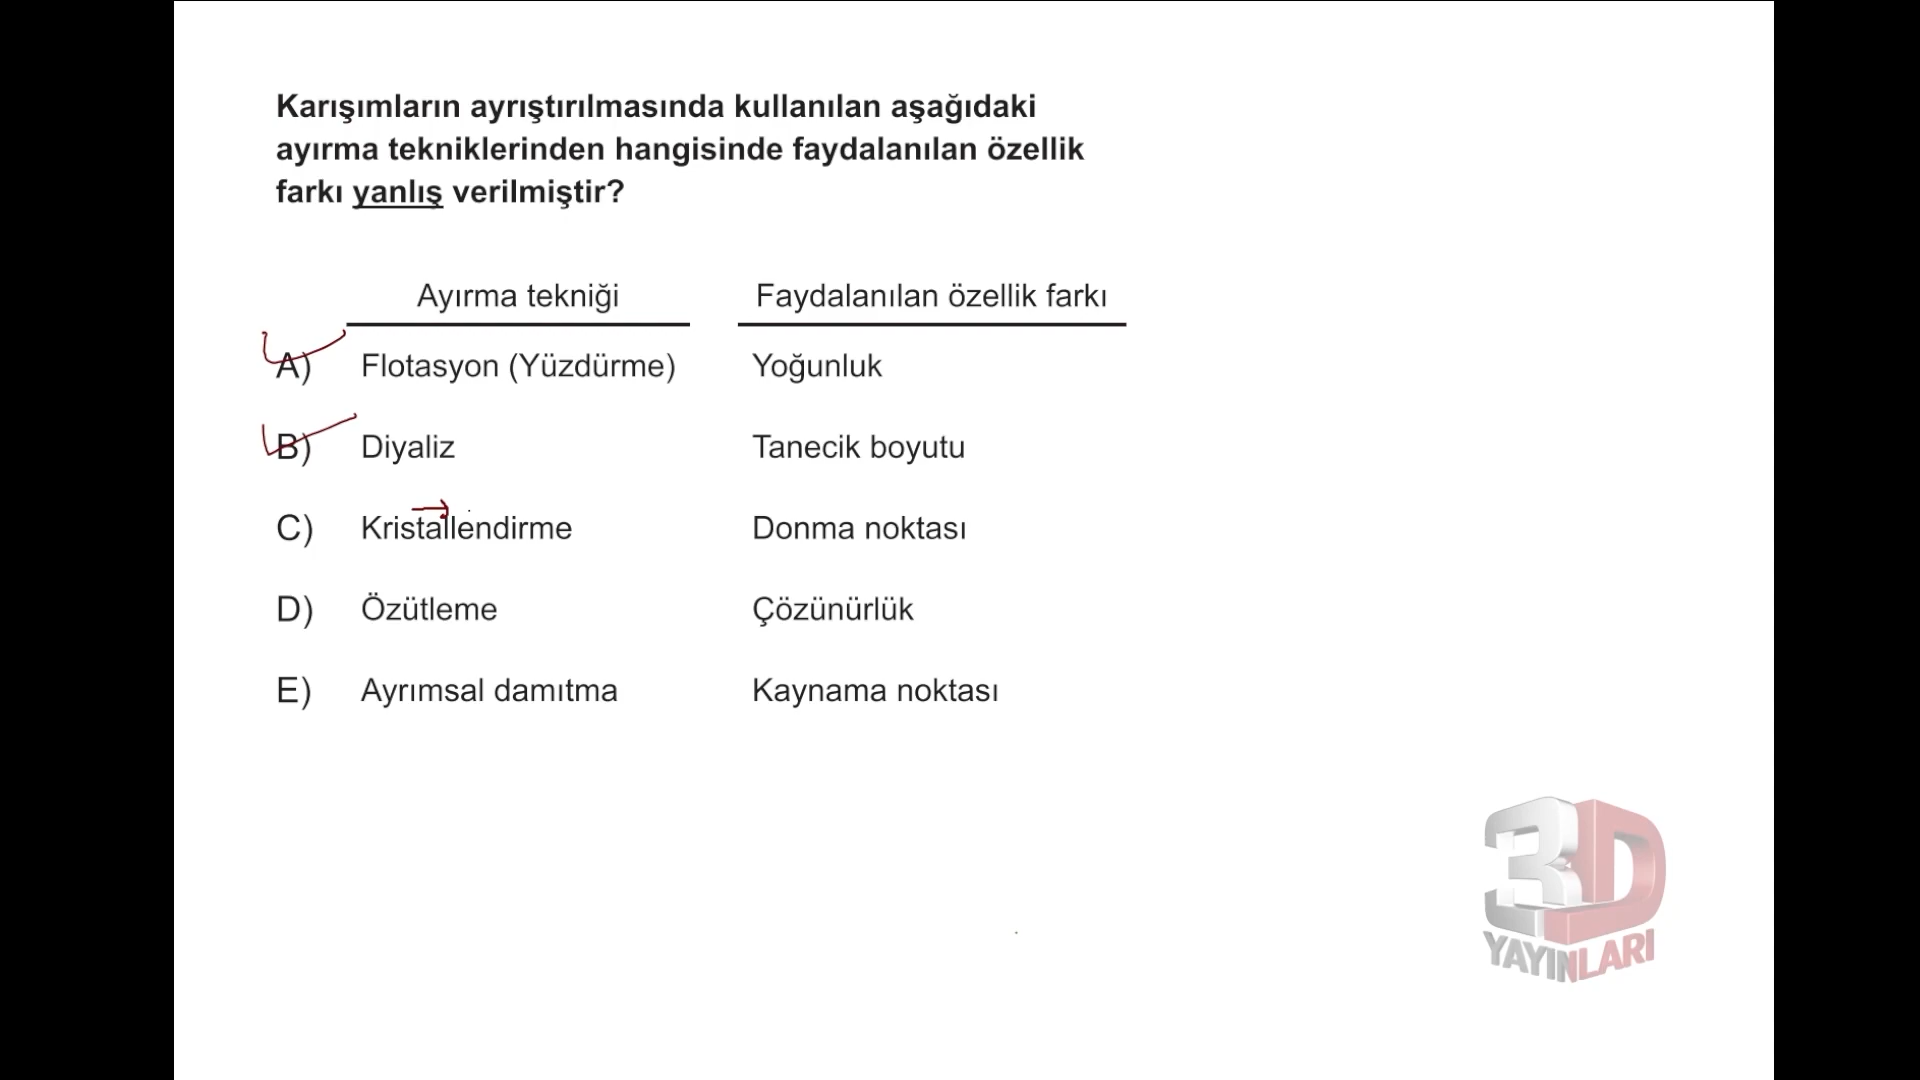 Karışımların ayrıştırılmasında kullanılan aşağıdaki
ayırma tekniklerinden hangisinde faydalanılan özellik
farkı yanlış verilmiştir?
Ayırma tekniği Faydalanılan özellik farkı
A) Flotasyon (Yüzdürme) Yoğunluk
B) Diyaliz Tanecik boyutu
C) Kristallendirme Donma noktası
D) Özütleme Çözünürlük
E) Ayrımsal damıtma Kaynama noktası
3D
YAYINLARI